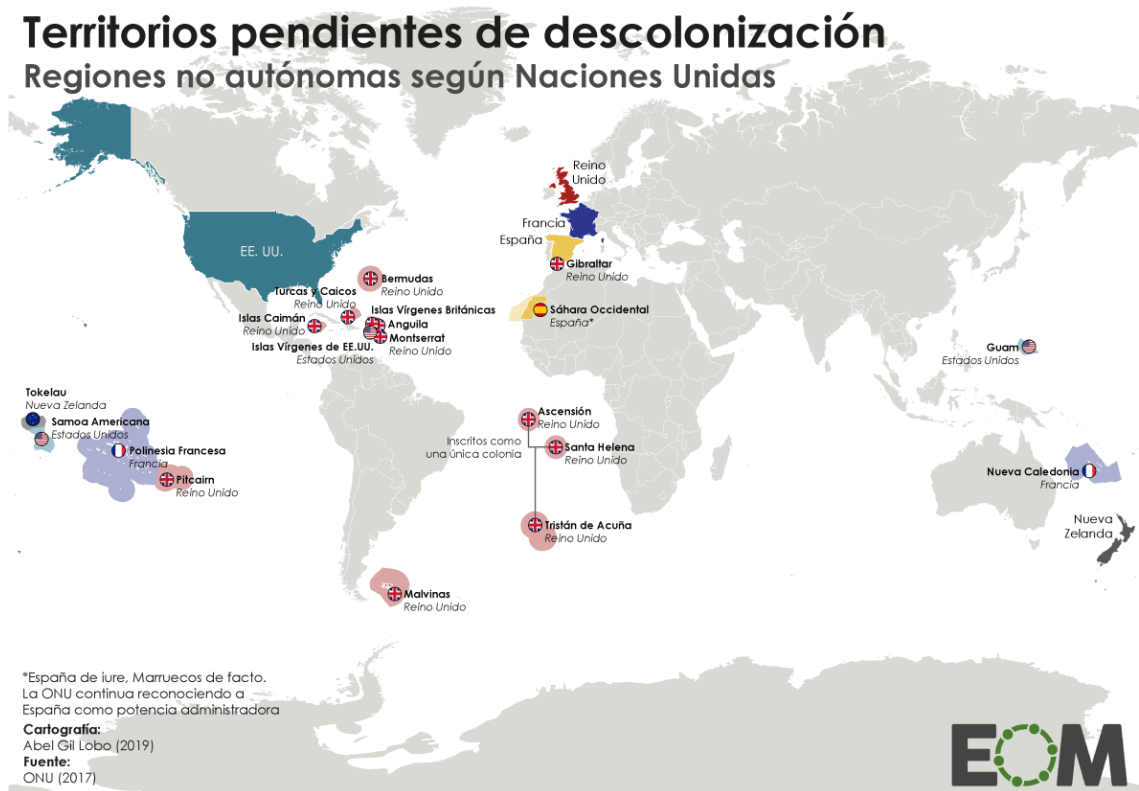 Territorios pendientes de descolonización
Regiones no autónomas según Naciones Unidas
Reino
Unido
Francia
España
EE. UU.
Gibraltar
Reino Unido
Bermudas
Reino Unido
Turcas y Caicos
Reino Unido
Islas Vírgenes Británicas
Islas Caimán
Reino Unido
Anguila
Montserrat
Reino Unido
Islas Vírgenes de EE.UU.
Estados Unidos
Sáhara Occidental
España*
Guam
Estados Unidos
Tokelau
Nueva Zelanda
Samoa Americana
Estados Unidos
Polinesia Francesa
Francia
Pitcairn
Reino Unido
Ascensión
Reino Unido
Inscritos como
una única colonia
Santa Helena
Reino Unido
Nueva Caledonia
Francia
Tristán de Acuña
Reino Unido
Nueva
Zelanda
Malvinas
Reino Unido
*España de iure, Marruecos de facto.
La ONU continua reconociendo a
España como potencia administradora
Cartografía:
Abel Gil Lobo (2019)
Fuente:
ONU (2017)
EOM